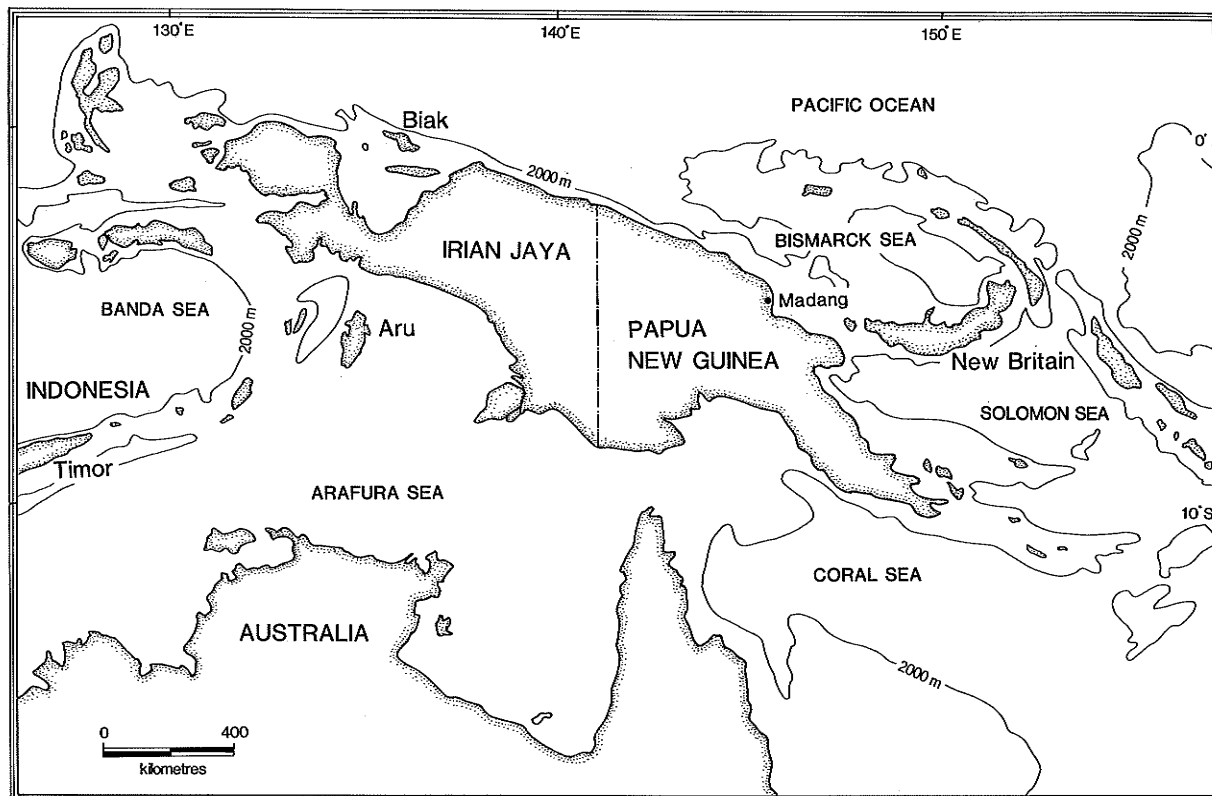 130°E
140°E
150°E
PACIFIC OCEAN
Biak
0°
2000 m
2000 m
BISMARCK SEA
IRIAN JAYA
BANDA SEA
2000 m
Madang
Aru
PAPUA
NEW GUINEA
New Britain
INDONESIA
SOLOMON SEA
Timor
ARAFURA SEA
10°S
CORAL SEA
AUSTRALIA
2000 m
0
400
kilometres